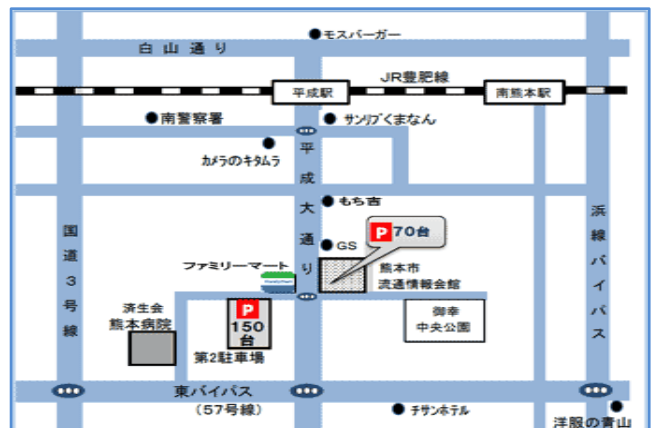 モスバーガー
白山通り
JR豊肥線
平成駅
南熊本駅
南警察署
サンリブくまなん
カメラのキタムラ
平成大通り
もち吉
国道3号線
浜線バイパス
P70台
GS
ファミリーマート
熊本市
流通情報会館
済生会
熊本病院
P
150
台
第2駐車場
御幸
中央公園
東バイパス
(57号線)
チサンホテル
洋服の青山